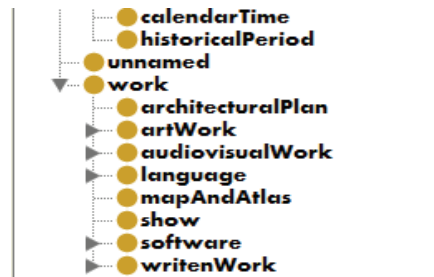 calendarTime
historicalPeriod
unnamed
work
architecturalPlan
artWork
audiovisualWork
language
mapAndAtlas
show
software
writenWork